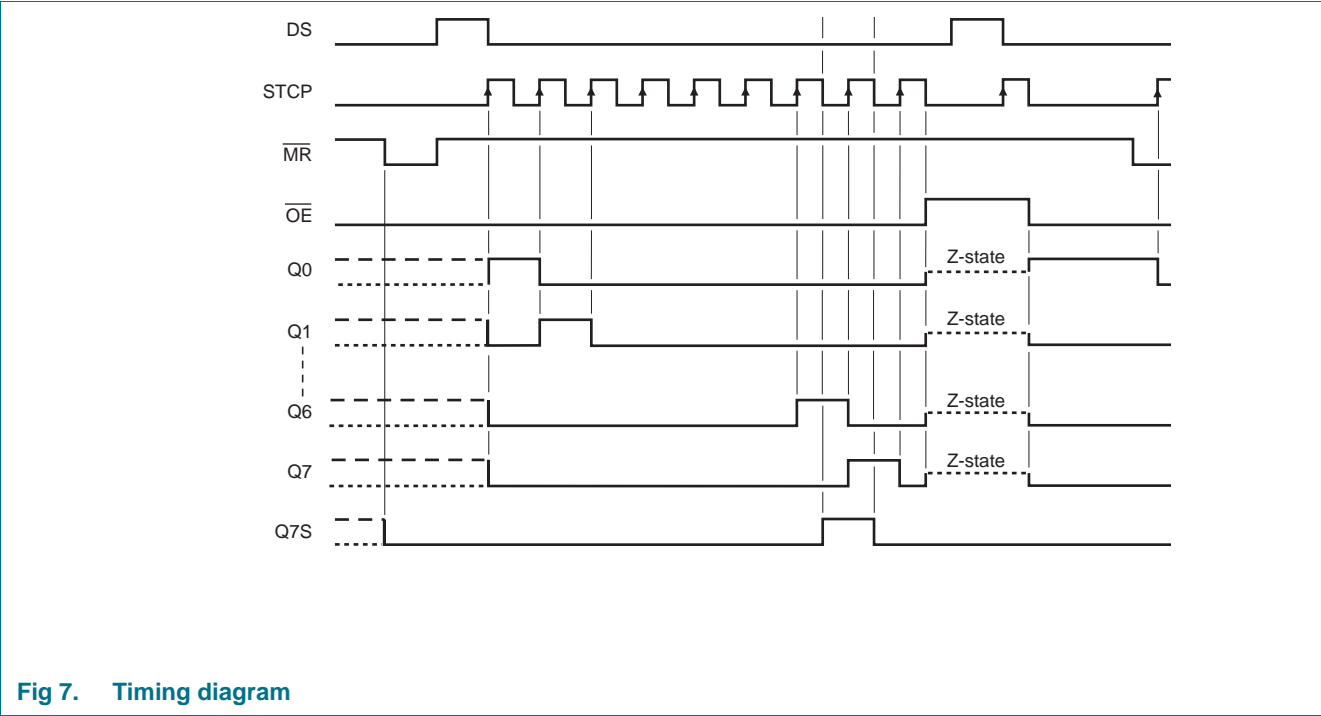 DS
STCP
MR
OE
Q0
Z-state
Q1
Z-state
Q6
Z-state
Q7
Z-state
Q7S
Fig 7. Timing diagram